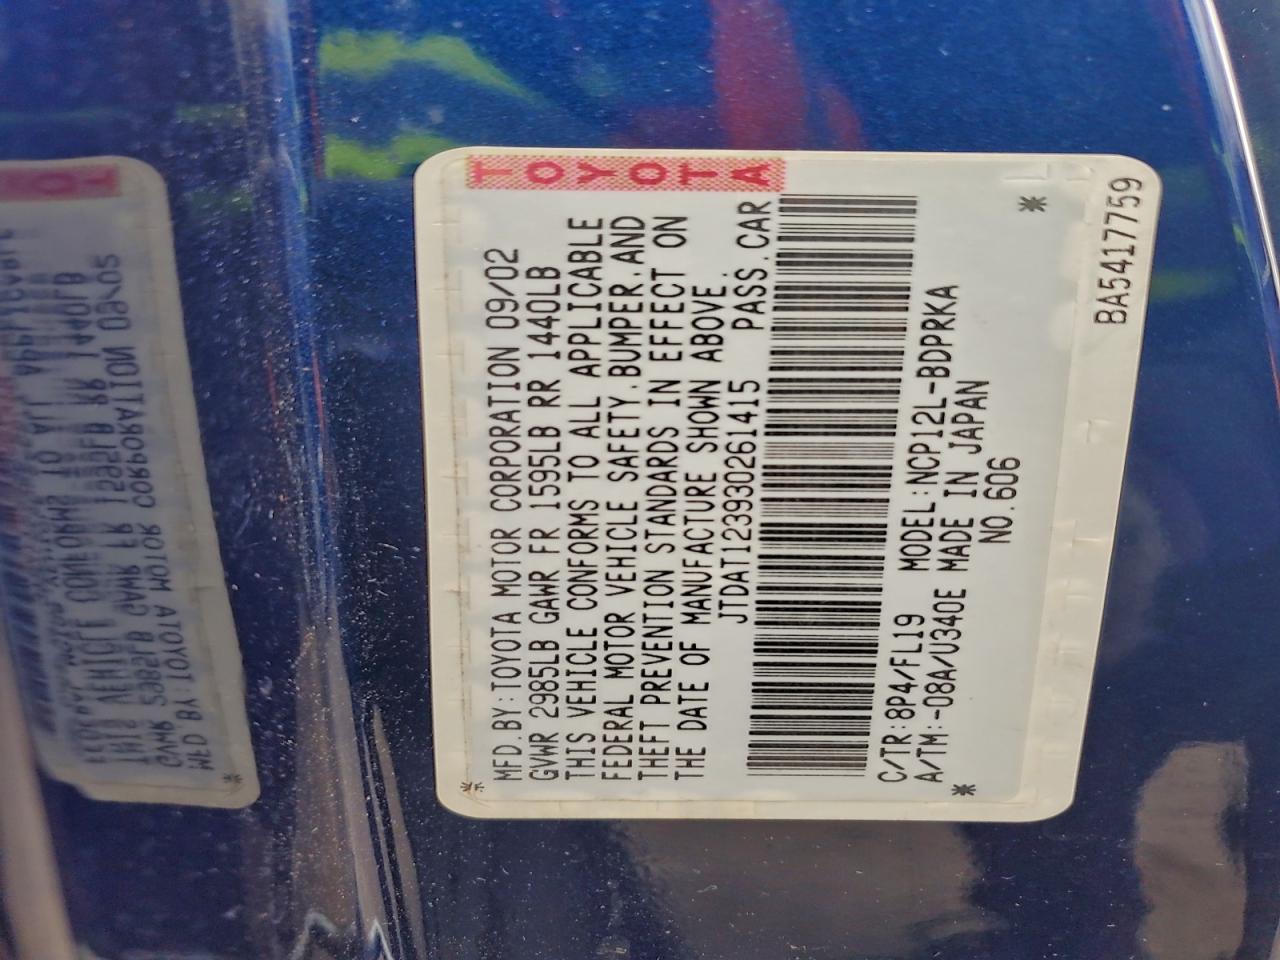 TOYOTA
MFD.BY:TOYOTA MOTOR CORPORATION 09/02
GVWR 2985LB GAWR FR 1595LB RR 1440LB
THIS VEHICLE CONFORMS TO ALL APPLICABLE
FEDERAL MOTOR VEHICLE SAFETY,BUMPER,AND
THEFT PREVENTION STANDARDS IN EFFECT ON
THE DATE OF MANUFACTURE SHOWN ABOVE.
JTDAT123930261415 PASS.CAR
C/TR:8P4/FL19 MODEL:NCP12L-BDPRKA
A/TM:-08A/U340E MADE IN JAPAN
NO.606
BA5417759